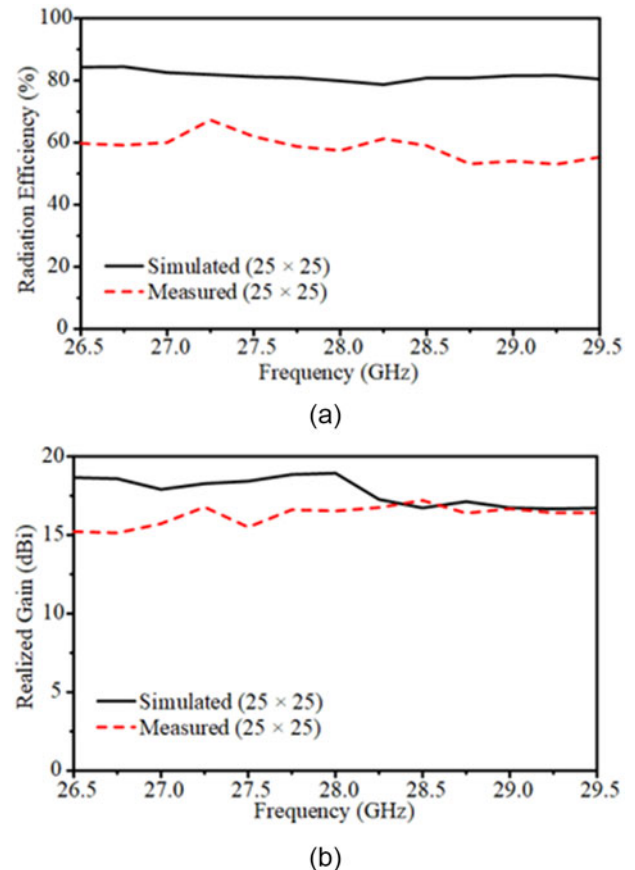 100
80
60
40
20
0
Radiation Efficiency (%)
Simulated (25 × 25)
Measured (25 × 25)
26.5 27.0 27.5 28.0 28.5 29.0 29.5
Frequency (GHz)
(a)
20
15
10
5
0
Realized Gain (dBi)
Simulated (25 × 25)
Measured (25 × 25)
26.5 27.0 27.5 28.0 28.5 29.0 29.5
Frequency (GHz)
(b)